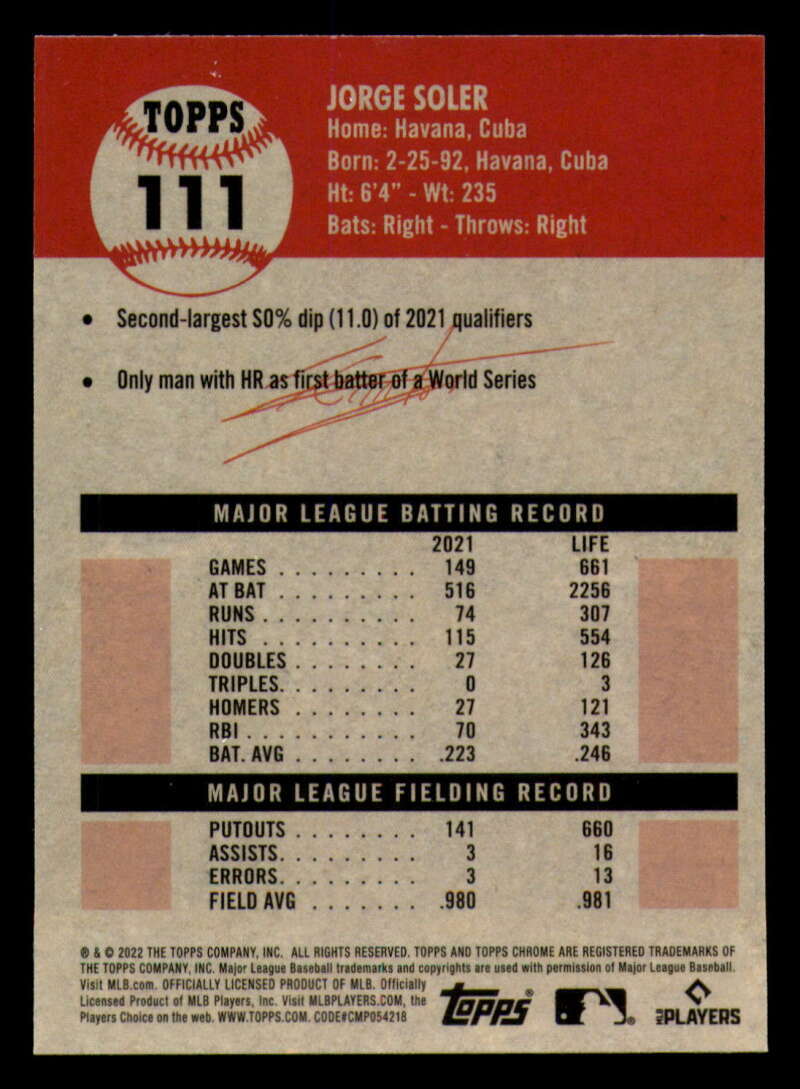 TOPPS
111
JORGE SOLER
Home: Havana, Cuba
Born: 2-25-92, Havana, Cuba
Ht: 6'4" - Wt: 235
Bats: Right - Throws: Right
• Second-largest SO% dip (11.0) of 2021 qualifiers
• Only man with HR as first batter of a World Series
MAJOR LEAGUE BATTING RECORD
2021 LIFE
GAMES . . . . . . . . . 149 661
AT BAT . . . . . . . . . 516 2256
RUNS . . . . . . . . . . 74 307
HITS . . . . . . . . . . 115 554
DOUBLES . . . . . . . . 27 126
TRIPLES. . . . . . . . . 0 3
HOMERS . . . . . . . . 27 121
RBI . . . . . . . . . . . 70 343
BAT. AVG . . . . . . . . .223 .246
MAJOR LEAGUE FIELDING RECORD
PUTOUTS . . . . . . . . 141 660
ASSISTS. . . . . . . . . 3 16
ERRORS. . . . . . . . . 3 13
FIELD AVG . . . . . . . .980 .981
® & © 2022 THE TOPPS COMPANY, INC. ALL RIGHTS RESERVED. TOPPS AND TOPPS CHROME ARE REGISTERED TRADEMARKS OF
THE TOPPS COMPANY, INC. Major League Baseball trademarks and copyrights are used with permission of Major League Baseball.
Visit MLB.com. OFFICIALLY LICENSED PRODUCT OF MLB. Officially
Licensed Product of MLB Players, Inc. Visit MLBPLAYERS.COM, the
Players Choice on the web. WWW.TOPPS.COM. CODE#CMP054218
Topps®
®
MLB PLAYERS